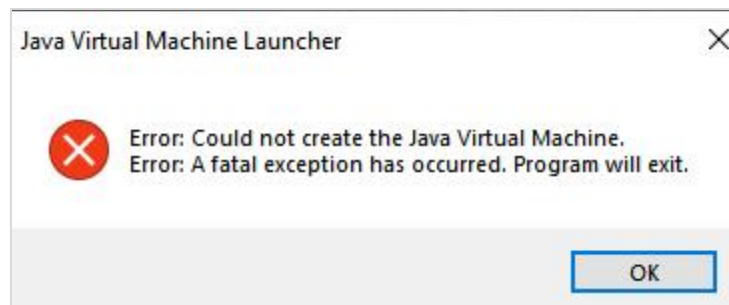 Java Virtual Machine Launcher
Error: Could not create the Java Virtual Machine.
Error: A fatal exception has occurred. Program will exit.
OK